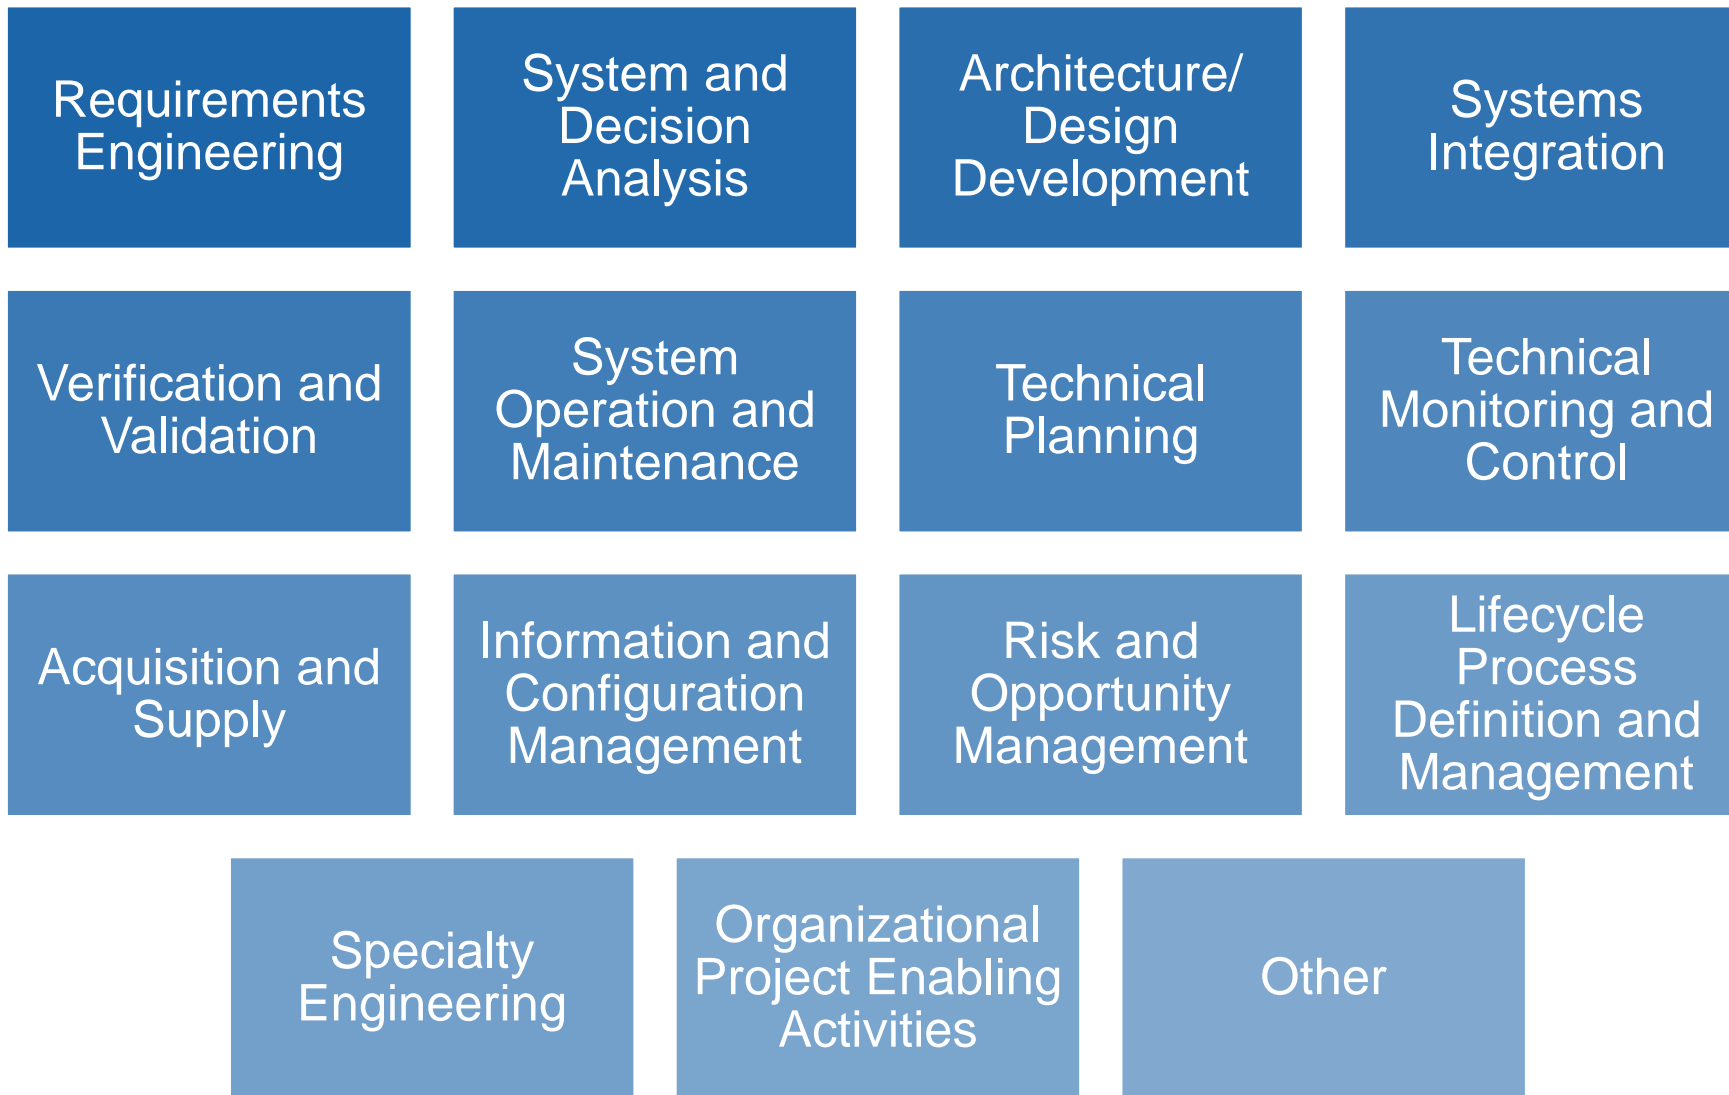 Requirements
Engineering
System and
Decision
Analysis
Architecture/
Design
Development
Systems
Integration
Verification and
Validation
System
Operation and
Maintenance
Technical
Planning
Technical
Monitoring and
Control
Acquisition and
Supply
Information and
Configuration
Management
Risk and
Opportunity
Management
Lifecycle
Process
Definition and
Management
Specialty
Engineering
Organizational
Project Enabling
Activities
Other